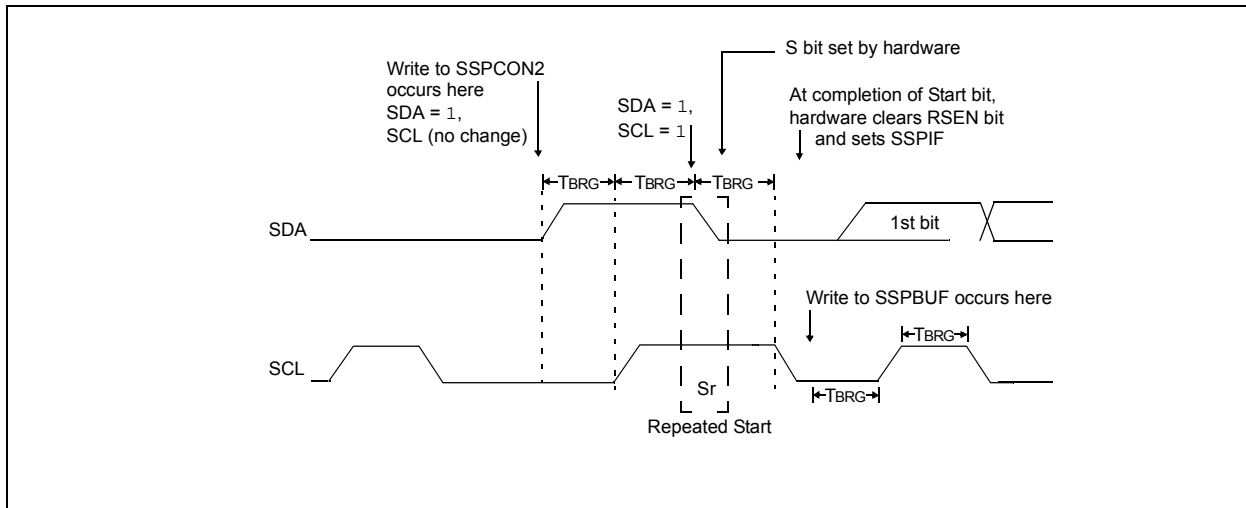 S bit set by hardware
Write to SSPCON2
occurs here
SDA = 1,
SCL (no change)
SDA = 1,
SCL = 1
At completion of Start bit,
hardware clears RSEN bit
and sets SSPIF
TBRG TBRG TBRG
SDA
1st bit
Write to SSPBUF occurs here
TBRG
SCL
Sr
TBRG
Repeated Start